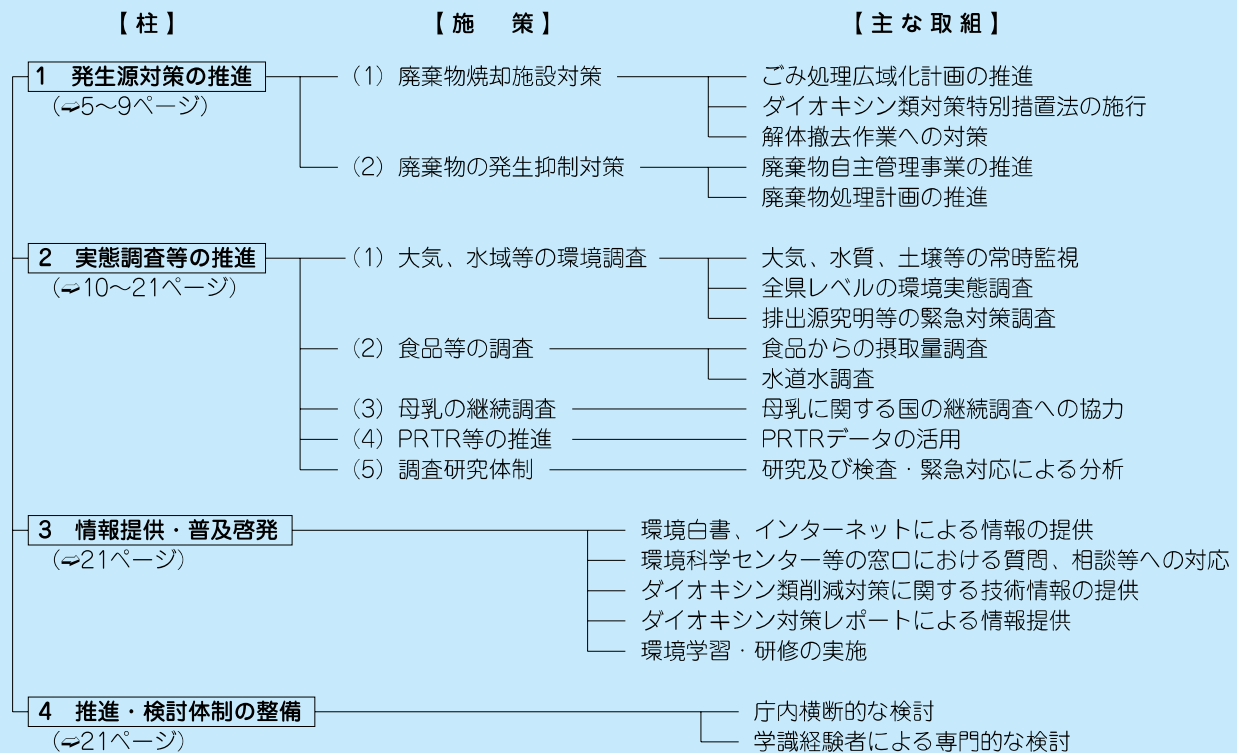 【柱】 【施　策】 【主な取組】
1　発生源対策の推進 (1) 廃棄物焼却施設対策 ごみ処理広域化計画の推進
(➫5〜9ページ) ダイオキシン類対策特別措置法の施行
解体撤去作業への対策
(2) 廃棄物の発生抑制対策 廃棄物自主管理事業の推進
廃棄物処理計画の推進
2　実態調査等の推進 (1) 大気、水域等の環境調査 大気、水質、土壌等の常時監視
(➫10〜21ページ) 全県レベルの環境実態調査
排出源究明等の緊急対策調査
(2) 食品等の調査 食品からの摂取量調査
水道水調査
(3) 母乳の継続調査 母乳に関する国の継続調査への協力
(4) PRTR等の推進 PRTRデータの活用
(5) 調査研究体制 研究及び検査・緊急対応による分析
3　情報提供・普及啓発 環境白書、インターネットによる情報の提供
(➫21ページ) 環境科学センター等の窓口における質問、相談等への対応
ダイオキシン類削減対策に関する技術情報の提供
ダイオキシン対策レポートによる情報提供
環境学習・研修の実施
4　推進・検討体制の整備 庁内横断的な検討
(➫21ページ) 学識経験者による専門的な検討